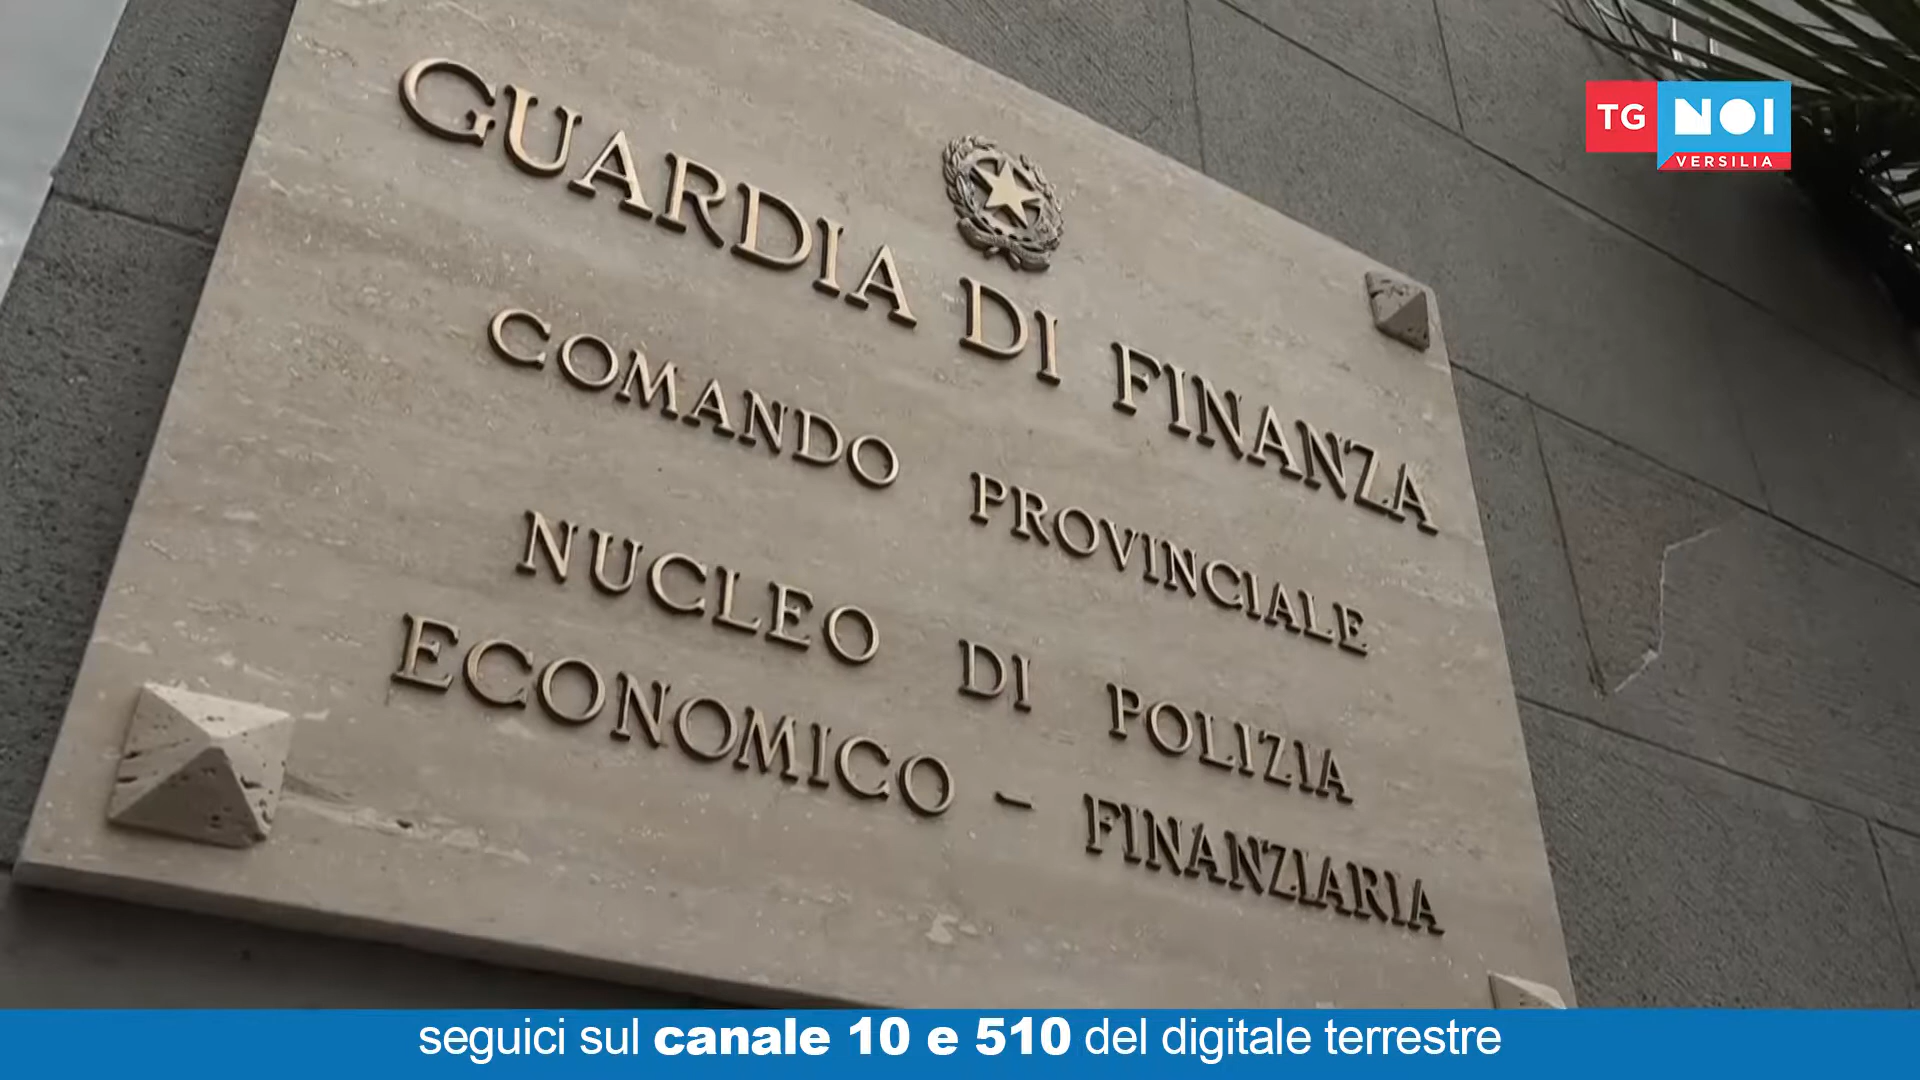 TG NOI
VERSILIA
GUARDIA DI FINANZA
COMANDO PROVINCIALE
NUCLEO DI POLIZIA
ECONOMICO - FINANZIARIA
seguici sul canale 10 e 510 del digitale terrestre